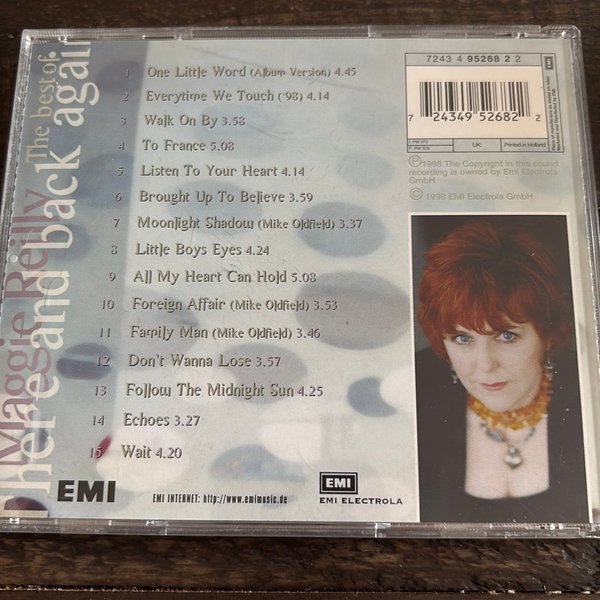 Maggie Reilly
The best of
There and back again
1 One Little Word (Album Version) 4.45
2 Everytime We Touch ('98) 4.14
3 Walk On By 3.58
4 To France 5.08
5 Listen To Your Heart 4.14
6 Brought Up To Believe 3.59
7 Moonlight Shadow (Mike Oldfield) 3.37
8 Little Boys Eyes 4.24
9 All My Heart Can Hold 5.08
10 Foreign Affair (Mike Oldfield) 3.53
11 Family Man (Mike Oldfield) 3.46
12 Don't Wanna Lose 3.57
13 Follow The Midnight Sun 4.25
14 Echoes 3.27
15 Wait 4.20
EMI
EMI INTERNET: http://www.emimusic.de
EMI
EMI ELECTROLA
7243 4 95268 2 2
7 24349 52682 2
UK:
Printed in Holland
EMI
Ⓟ 1998 The Copyright in this sound
recording is owned by Emi Electrola
GmbH
© 1998 EMI Electrola GmbH